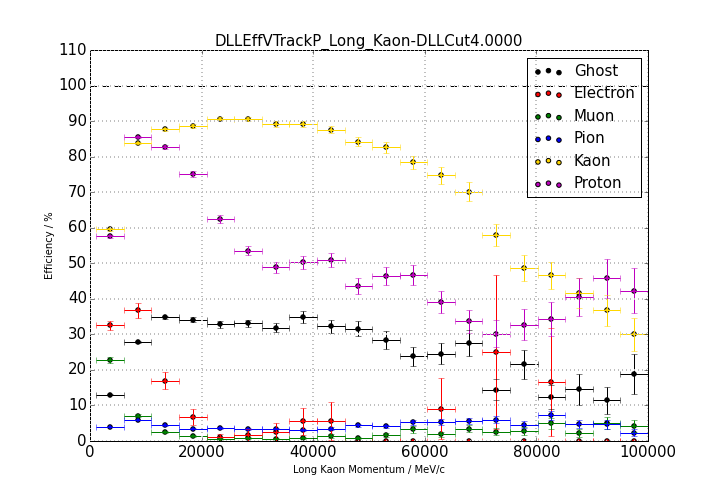 DLLEffVTrackP_Long_Kaon-DLLCut4.0000
110
100
90
80
70
60
50
40
30
20
10
0
Efficiency / %
Ghost
Electron
Muon
Pion
Kaon
Proton
0 20000 40000 60000 80000 100000
Long Kaon Momentum / MeV/c